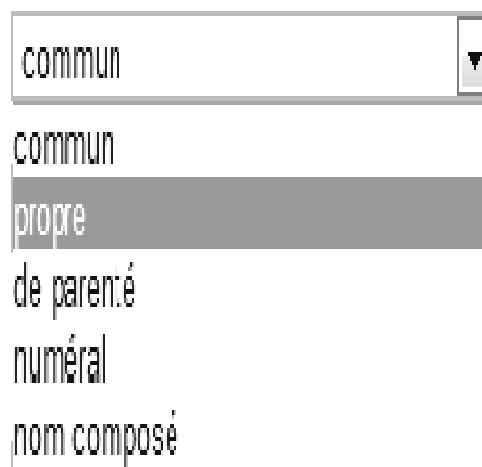 commun
commun
propre
de parenté
numéral
nom composé